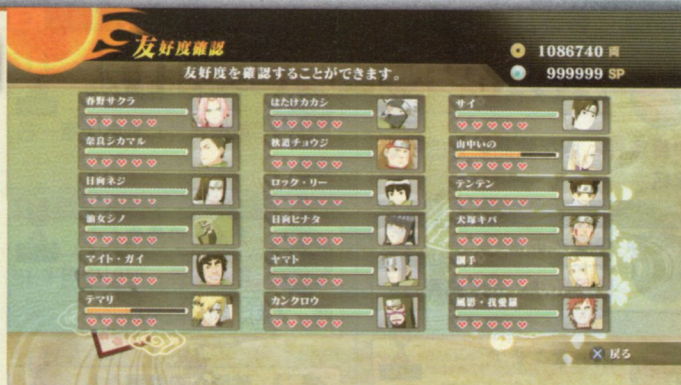 友好度確認
友好度を確認することができます。
1086740 両
999999 SP
春野サクラ
はたけカカシ
サイ
奈良シカマル
秋道チョウジ
山中いの
日向ネジ
ロック・リー
テンテン
油女シノ
日向ヒナタ
犬塚キバ
マイト・ガイ
ヤマト
綱手
テマリ
カンクロウ
風影・我愛羅
戻る